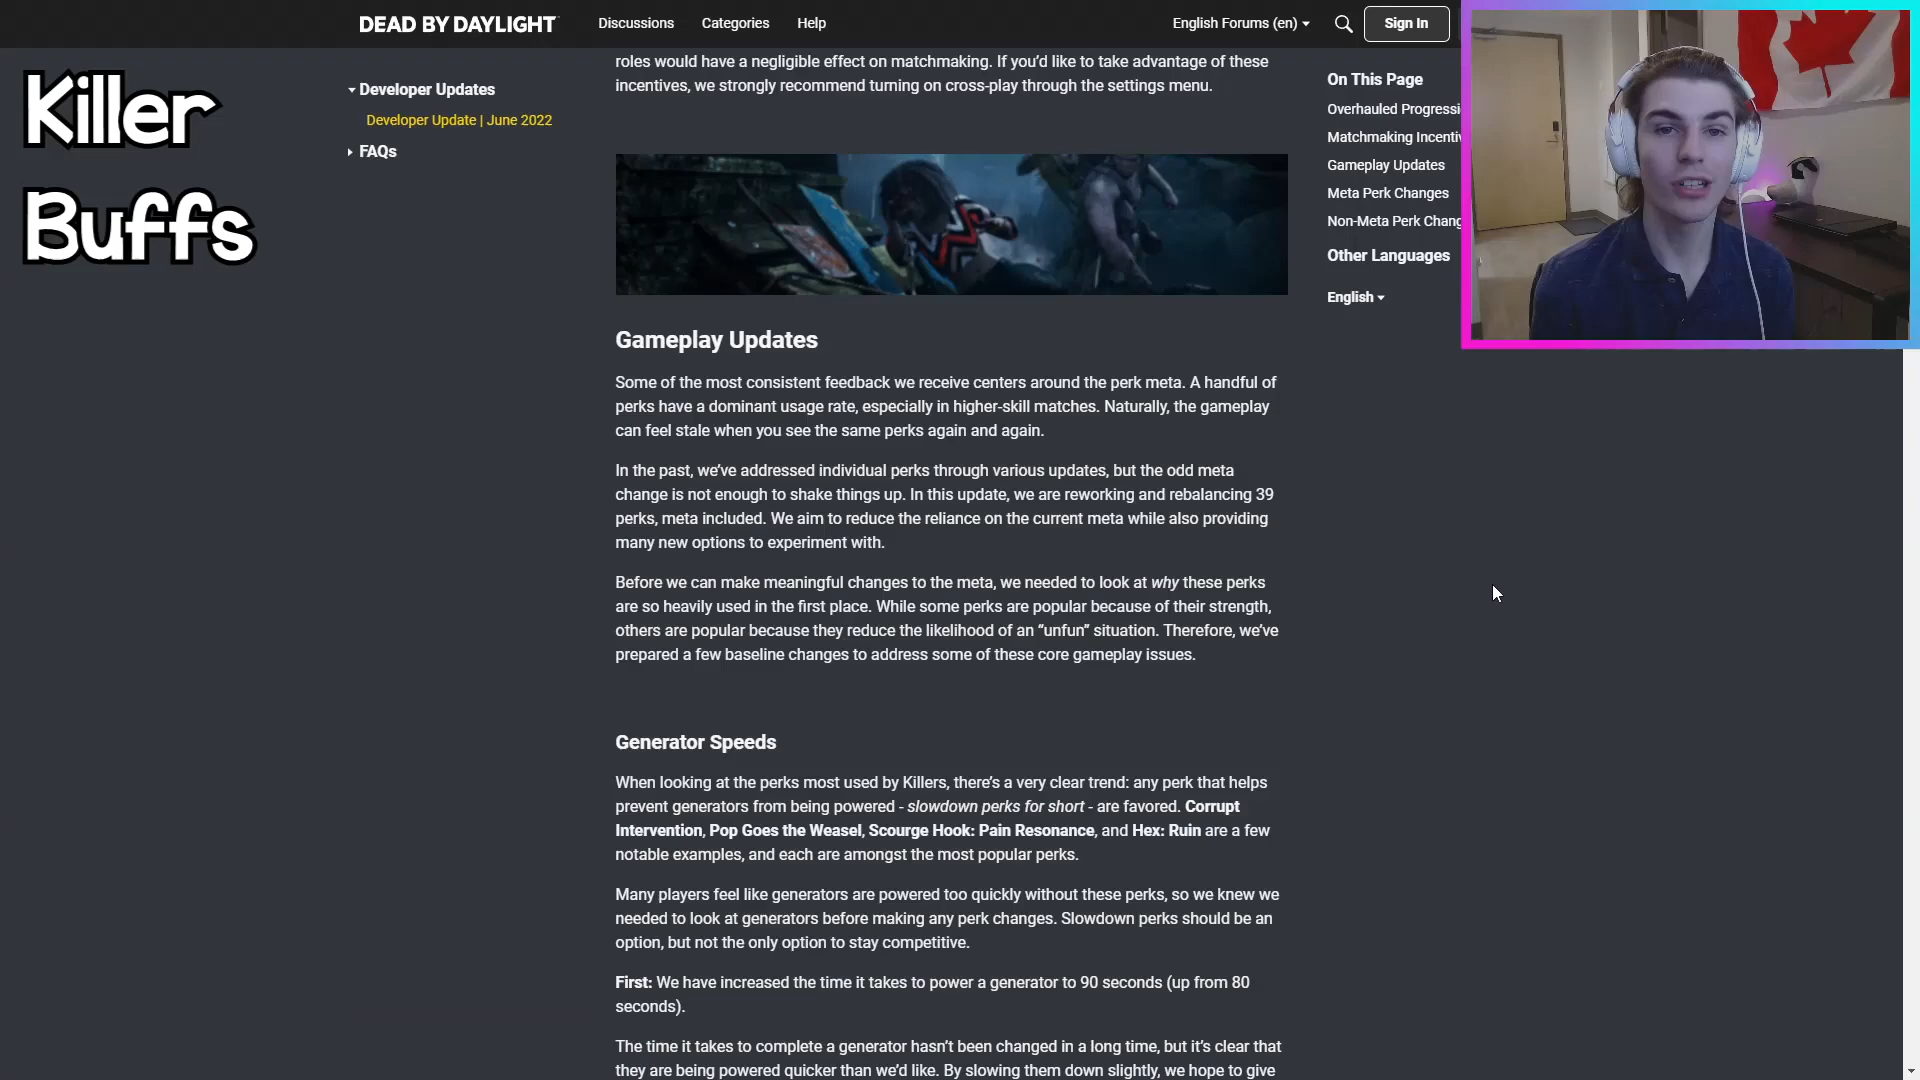 DEAD BY DAYLIGHT
Discussions
Categories
Help
English Forums (en)
Sign In
Killer
Buffs
Developer Updates
Developer Update | June 2022
FAQs
roles would have a negligible effect on matchmaking. If you’d like to take advantage of these
incentives, we strongly recommend turning on cross-play through the settings menu.
Gameplay Updates
Some of the most consistent feedback we receive centers around the perk meta. A handful of
perks have a dominant usage rate, especially in higher-skill matches. Naturally, the gameplay
can feel stale when you see the same perks again and again.
In the past, we’ve addressed individual perks through various updates, but the odd meta
change is not enough to shake things up. In this update, we are reworking and rebalancing 39
perks, meta included. We aim to reduce the reliance on the current meta while also providing
many new options to experiment with.
Before we can make meaningful changes to the meta, we needed to look at why these perks
are so heavily used in the first place. While some perks are popular because of their strength,
others are popular because they reduce the likelihood of an “unfun” situation. Therefore, we’ve
prepared a few baseline changes to address some of these core gameplay issues.
Generator Speeds
When looking at the perks most used by Killers, there’s a very clear trend: any perk that helps
prevent generators from being powered - slowdown perks for short - are favored. Corrupt
Intervention, Pop Goes the Weasel, Scourge Hook: Pain Resonance, and Hex: Ruin are a few
notable examples, and each are amongst the most popular perks.
Many players feel like generators are powered too quickly without these perks, so we knew we
needed to look at generators before making any perk changes. Slowdown perks should be an
option, but not the only option to stay competitive.
First: We have increased the time it takes to power a generator to 90 seconds (up from 80
seconds).
The time it takes to complete a generator hasn’t been changed in a long time, but it’s clear that
they are being powered quicker than we’d like. By slowing them down slightly, we hope to give
On This Page
Overhauled Progressi
Matchmaking Incentiv
Gameplay Updates
Meta Perk Changes
Non-Meta Perk Chang
Other Languages
English